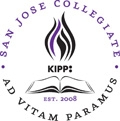 SAN JOSE COLLEGIATE
KIPP:
EST. 2008
AD VITAM PARAMUS